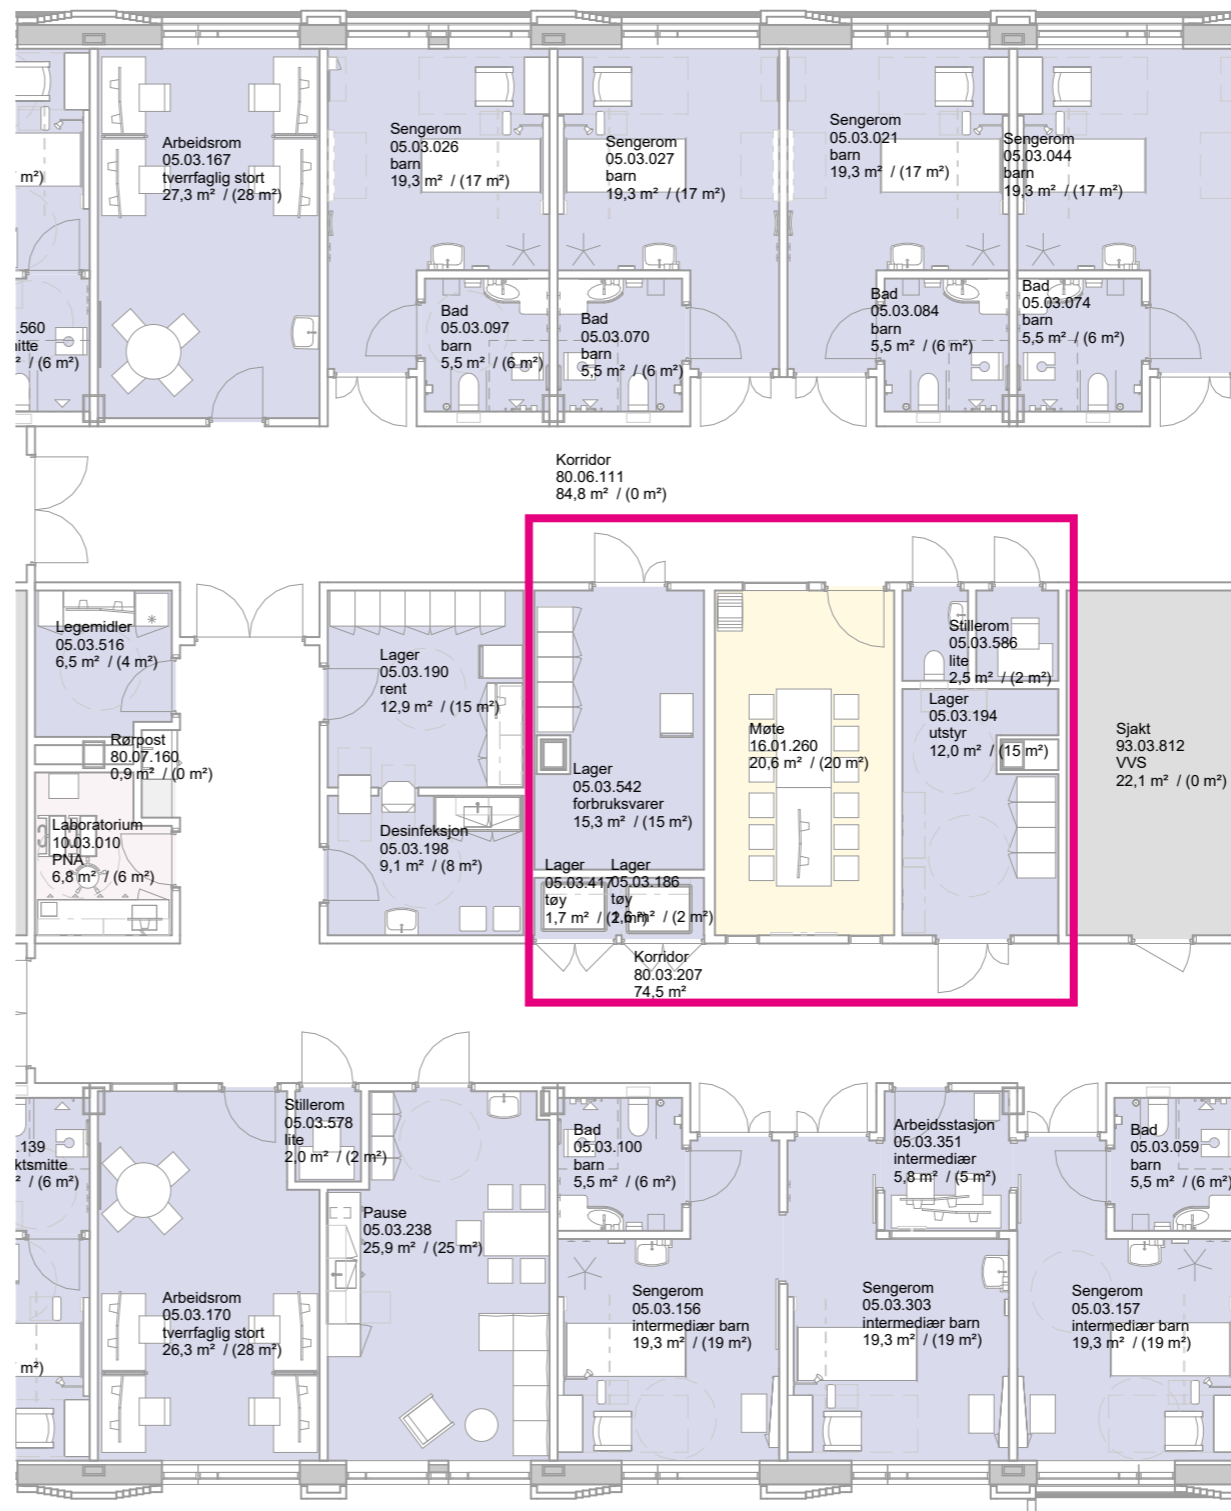 Arbeidsrom
05.03.167
tverrfaglig stort
27,3 m² / (28 m²)
Sengerom
05.03.026
barn
19,3 m² / (17 m²)
Sengerom
05.03.027
barn
19,3 m² / (17 m²)
Sengerom
05.03.021
barn
19,3 m² / (17 m²)
Sengerom
05.03.044
barn
19,3 m² / (17 m²)
m²)
.560
nitte
² / (6 m²)
Bad
05.03.097
barn
5,5 m² / (6 m²)
Bad
05.03.070
barn
5,5 m² / (6 m²)
Bad
05.03.084
barn
5,5 m² / (6 m²)
Bad
05.03.074
barn
5,5 m² / (6 m²)
Korridor
80.06.111
84,8 m² / (0 m²)
Legemidler
05.03.516
6,5 m² / (4 m²)
Rørpost
80.07.160
0,9 m² / (0 m²)
Laboratorium
10.03.010
PNA
6,8 m² / (6 m²)
Lager
05.03.190
rent
12,9 m² / (15 m²)
Desinfeksjon
05.03.198
9,1 m² / (8 m²)
Lager
05.03.542
forbruksvarer
15,3 m² / (15 m²)
Lager
05.03.417
tøy
1,7 m² / (2 m²)
Lager
05.03.186
tøy
1,6 m² / (2 m²)
Møte
16.01.260
20,6 m² / (20 m²)
Stillerom
05.03.586
lite
2,5 m² / (2 m²)
Lager
05.03.194
utstyr
12,0 m² / (15 m²)
Sjakt
93.03.812
VVS
22,1 m² / (0 m²)
Korridor
80.03.207
74,5 m²
.139
ktsmitte
² / (6 m²)
m²)
Stillerom
05.03.578
lite
2,0 m² / (2 m²)
Arbeidsrom
05.03.170
tverrfaglig stort
26,3 m² / (28 m²)
Pause
05.03.238
25,9 m² / (25 m²)
Bad
05.03.100
barn
5,5 m² / (6 m²)
Arbeidsstasjon
05.03.351
intermediær
5,8 m² / (5 m²)
Bad
05.03.059
barn
5,5 m² / (6 m²)
Sengerom
05.03.156
intermediær barn
19,3 m² / (19 m²)
Sengerom
05.03.303
intermediær barn
19,3 m² / (19 m²)
Sengerom
05.03.157
intermediær barn
19,3 m² / (19 m²)